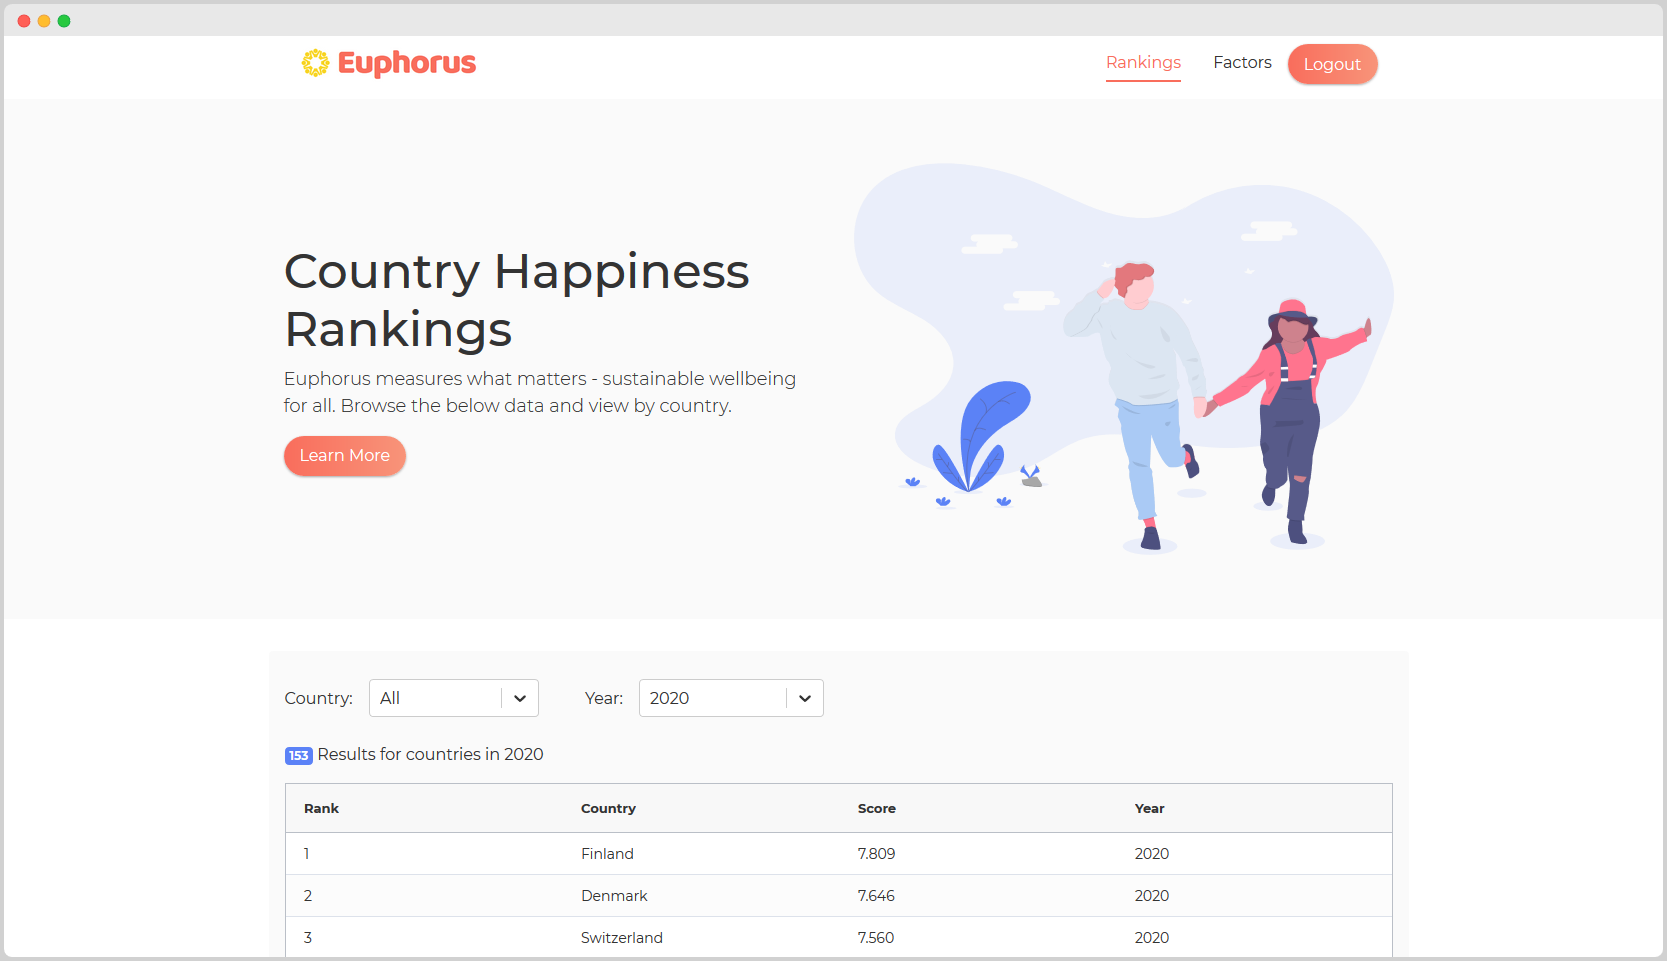 Euphorus
Rankings Factors Logout
Country Happiness
Rankings
Euphorus measures what matters - sustainable wellbeing
for all. Browse the below data and view by country.
Learn More
Country: All Year: 2020
153 Results for countries in 2020
Rank Country Score Year
1 Finland 7.809 2020
2 Denmark 7.646 2020
3 Switzerland 7.560 2020